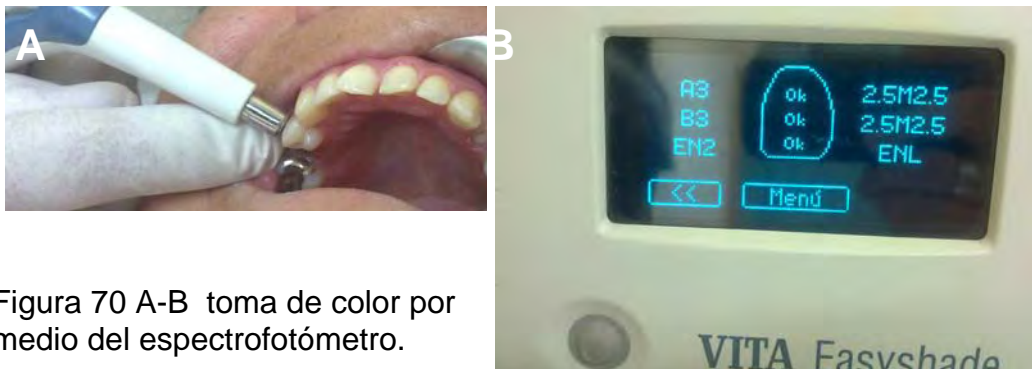 A
B
A3 Ok 2.5M2.5
B3 Ok 2.5M2.5
EN2 Ok ENL
<< Menú
VITA Easyshade
Figura 70 A-B toma de color por
medio del espectrofotómetro.